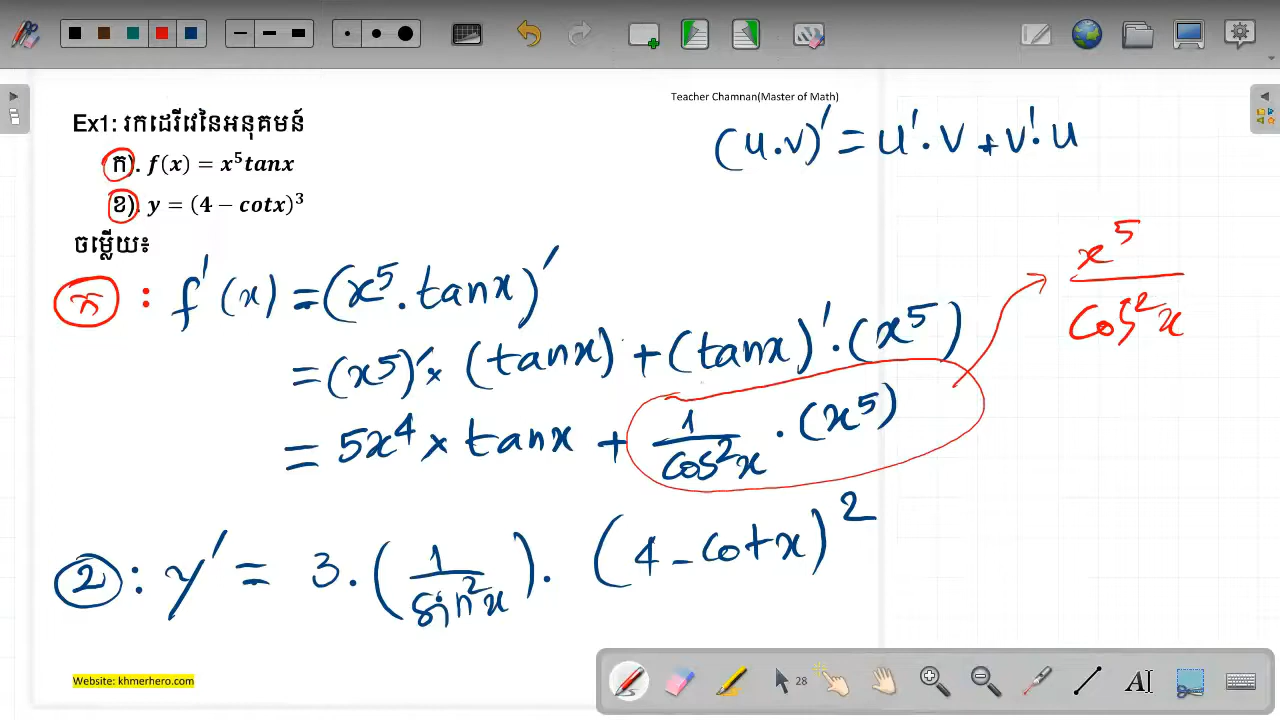 Teacher Chamnan(Master of Math)
Ex1: រកដេរីវេនៃអនុគមន៍
(u.v)' = u'.v + v'.u
ក). f(x) = x⁵tanx
ខ). y = (4 − cotx)³
ចម្លើយ៖
ក : f'(x) = (x⁵.tanx)'
x⁵/cos²x
= (x⁵)' × (tanx) + (tanx)'.(x⁵)
= 5x⁴ × tanx + 1/cos²x . (x⁵)
ខ : y' = 3.(1/sin²x). (4 - cotx)²
Website: khmerhero.com
28